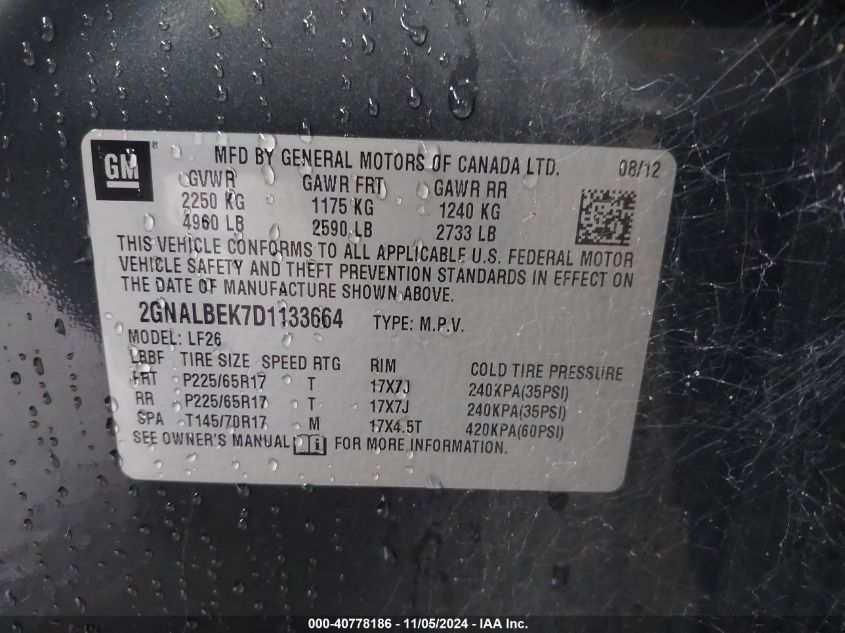 GM ® MFD BY GENERAL MOTORS OF CANADA LTD. 08/12
GVWR GAWR FRT GAWR RR
2250 KG 1175 KG 1240 KG
4960 LB 2590 LB 2733 LB
THIS VEHICLE CONFORMS TO ALL APPLICABLE U.S. FEDERAL MOTOR
VEHICLE SAFETY AND THEFT PREVENTION STANDARDS IN EFFECT ON
THE DATE OF MANUFACTURE SHOWN ABOVE.
2GNALBEK7D1133664 TYPE: M.P.V.
MODEL: LF26
LBBF TIRE SIZE SPEED RTG RIM COLD TIRE PRESSURE
FRT P225/65R17 T 17X7J 240KPA(35PSI)
RR P225/65R17 T 17X7J 240KPA(35PSI)
SPA T145/70R17 M 17X4.5T 420KPA(60PSI)
SEE OWNER'S MANUAL FOR MORE INFORMATION.
000-40778186 - 11/05/2024 - IAA Inc.